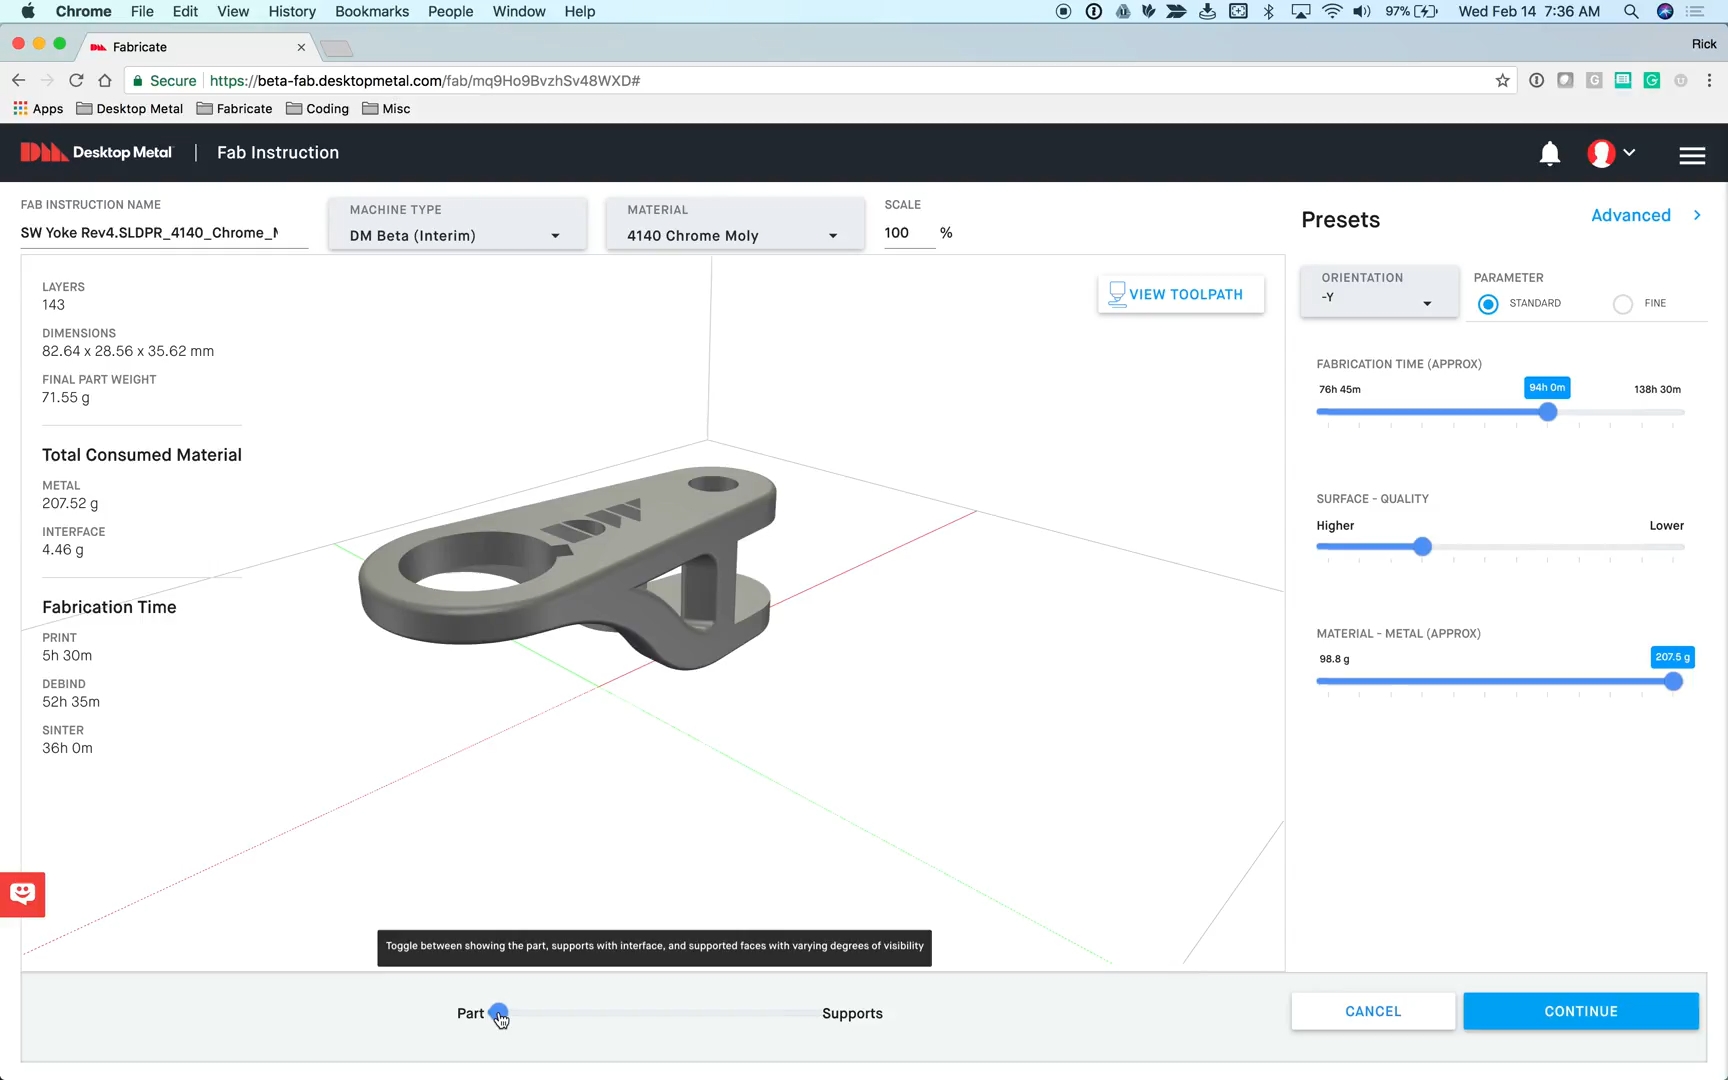 Chrome File Edit View History Bookmarks People Window Help 97% Wed Feb 14 7:36 AM
Fabricate Rick
Secure https://beta-fab.desktopmetal.com/fab/mq9Ho9BvzhSv48WXD#
Apps Desktop Metal Fabricate Coding Misc
DM Desktop Metal | Fab Instruction
FAB INSTRUCTION NAME
SW Yoke Rev4.SLDPR_4140_Chrome_
MACHINE TYPE
DM Beta (Interim)
MATERIAL
4140 Chrome Moly
SCALE
100 %
LAYERS
143
DIMENSIONS
82.64 x 28.56 x 35.62 mm
FINAL PART WEIGHT
71.55 g
Total Consumed Material
METAL
207.52 g
INTERFACE
4.46 g
Fabrication Time
PRINT
5h 30m
DEBIND
52h 35m
SINTER
36h 0m
VIEW TOOLPATH
DM
Toggle between showing the part, supports with interface, and supported faces with varying degrees of visibility
Part Supports
Presets
Advanced >
ORIENTATION
-Y
PARAMETER
STANDARD FINE
FABRICATION TIME (APPROX)
76h 45m 94h 0m 138h 30m
SURFACE - QUALITY
Higher Lower
MATERIAL - METAL (APPROX)
98.8 g 207.5 g
CANCEL CONTINUE